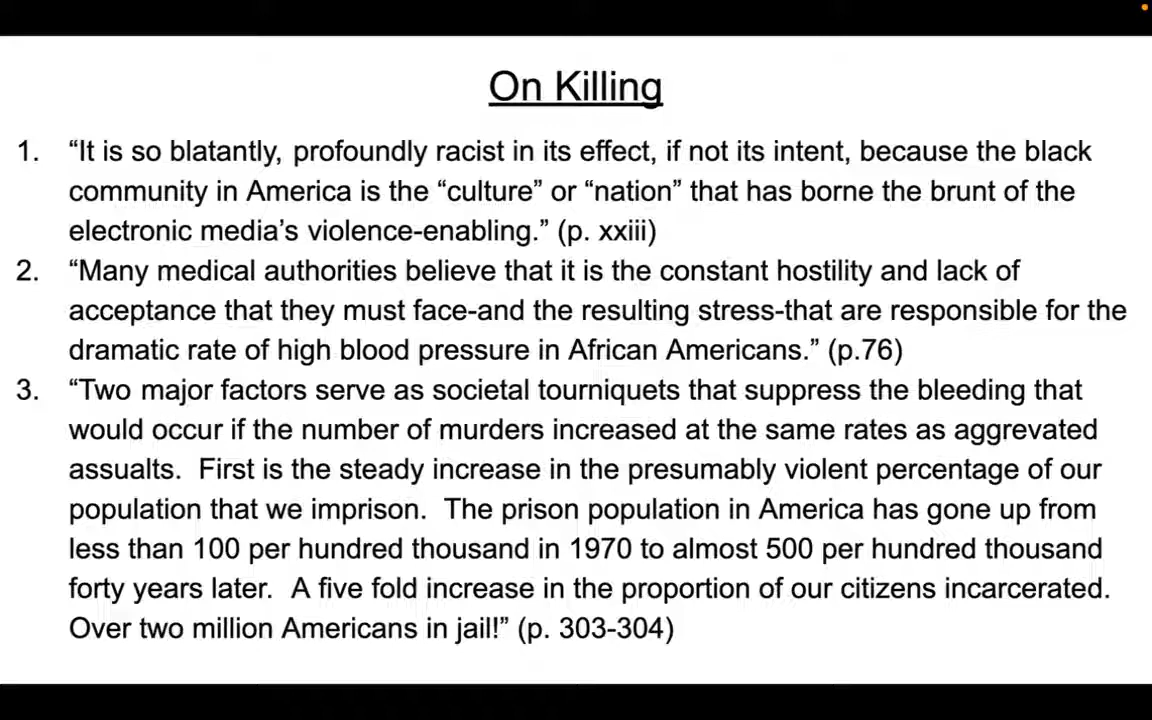 On Killing
1. “It is so blatantly, profoundly racist in its effect, if not its intent, because the black
community in America is the “culture” or “nation” that has borne the brunt of the
electronic media’s violence-enabling.” (p. xxiii)
2. “Many medical authorities believe that it is the constant hostility and lack of
acceptance that they must face-and the resulting stress-that are responsible for the
dramatic rate of high blood pressure in African Americans.” (p.76)
3. “Two major factors serve as societal tourniquets that suppress the bleeding that
would occur if the number of murders increased at the same rates as aggrevated
assualts.  First is the steady increase in the presumably violent percentage of our
population that we imprison.  The prison population in America has gone up from
less than 100 per hundred thousand in 1970 to almost 500 per hundred thousand
forty years later.  A five fold increase in the proportion of our citizens incarcerated.
Over two million Americans in jail!” (p. 303-304)